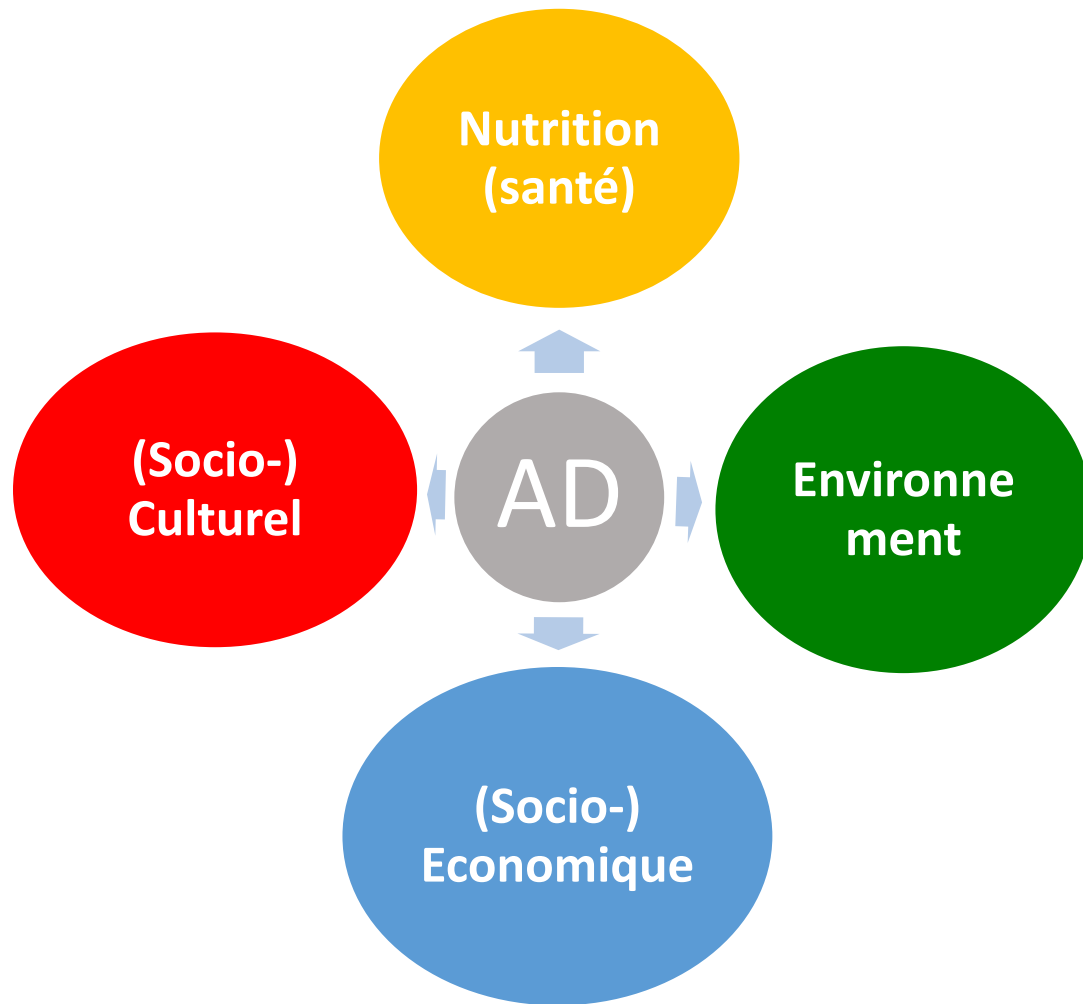 Nutrition
(santé)
(Socio-)
Culturel
AD
Environne
ment
(Socio-)
Economique